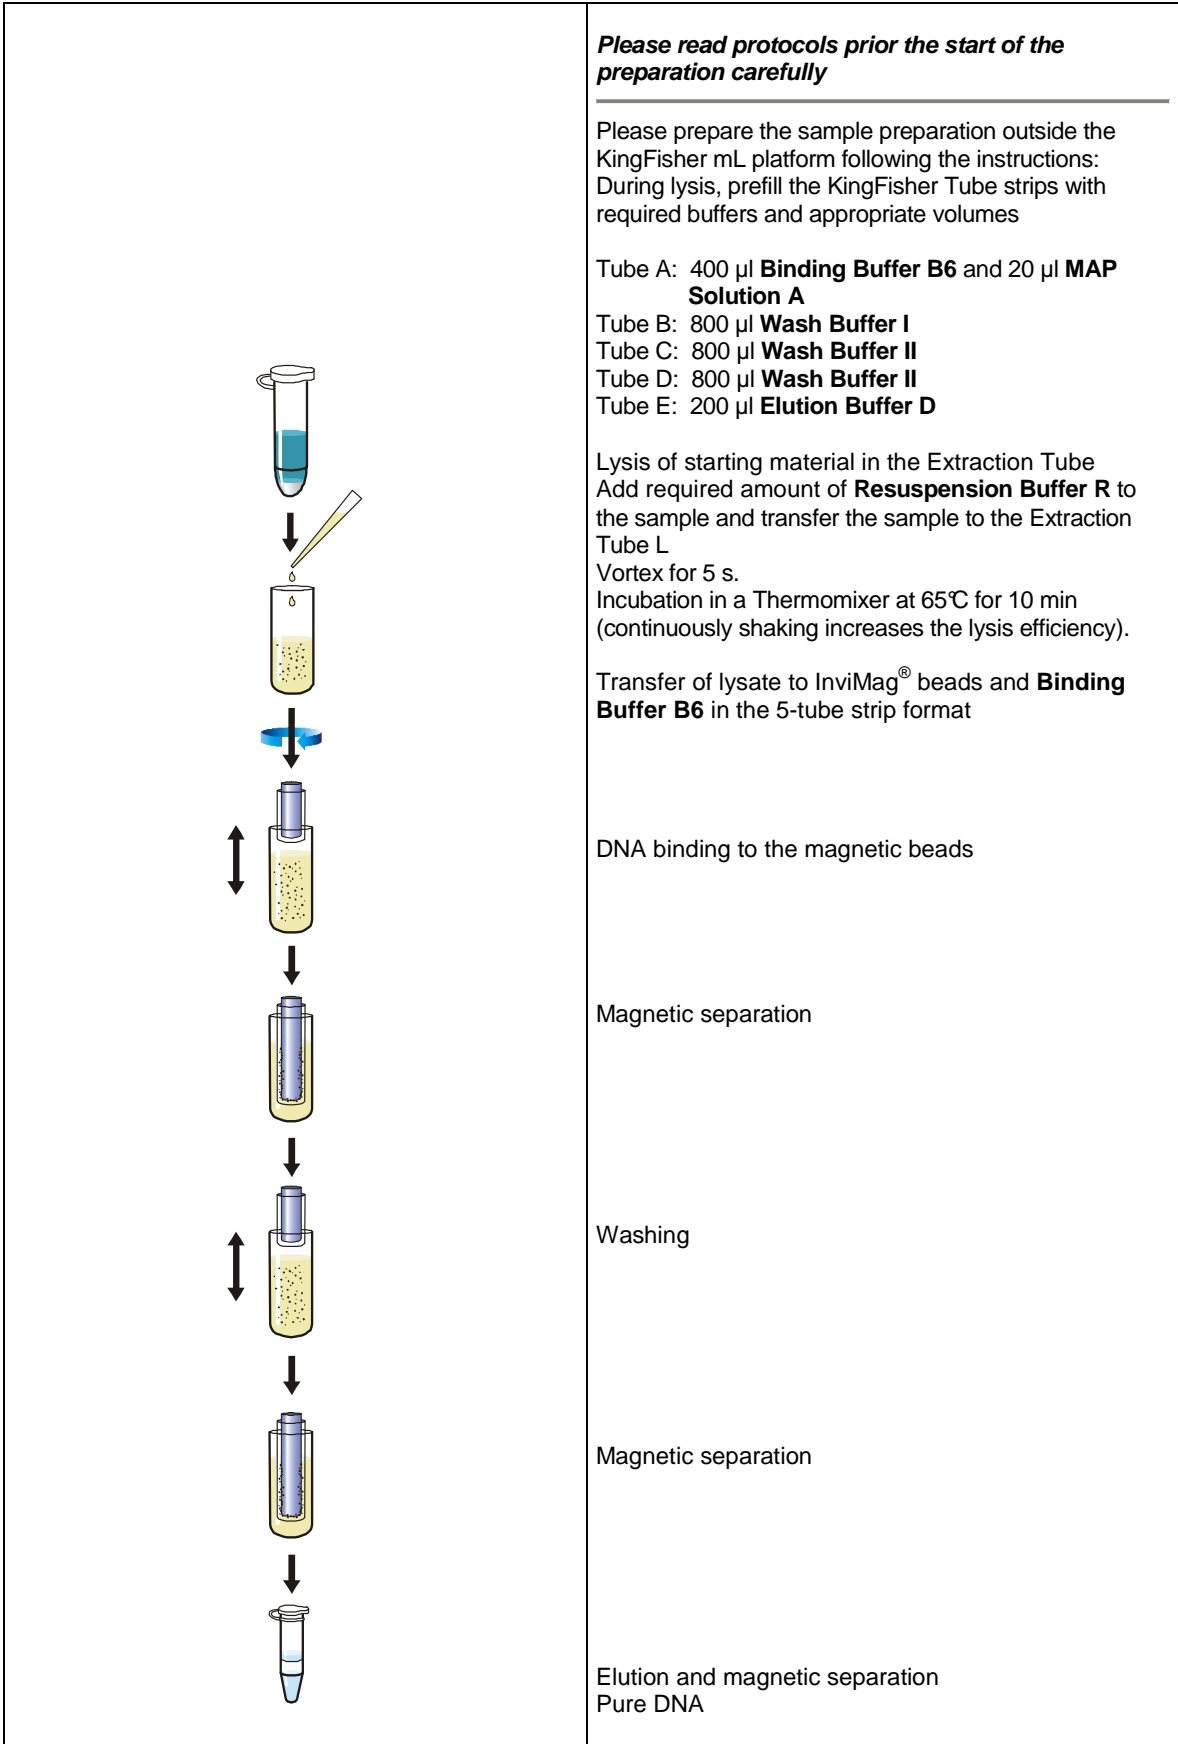 Please read protocols prior the start of the
preparation carefully
Please prepare the sample preparation outside the
KingFisher mL platform following the instructions:
During lysis, prefill the KingFisher Tube strips with
required buffers and appropriate volumes
Tube A: 400 µl Binding Buffer B6 and 20 µl MAP
Solution A
Tube B: 800 µl Wash Buffer I
Tube C: 800 µl Wash Buffer II
Tube D: 800 µl Wash Buffer II
Tube E: 200 µl Elution Buffer D
Lysis of starting material in the Extraction Tube
Add required amount of Resuspension Buffer R to
the sample and transfer the sample to the Extraction
Tube L
Vortex for 5 s.
Incubation in a Thermomixer at 65°C for 10 min
(continuously shaking increases the lysis efficiency).
Transfer of lysate to InviMag® beads and Binding
Buffer B6 in the 5-tube strip format
DNA binding to the magnetic beads
Magnetic separation
Washing
Magnetic separation
Elution and magnetic separation
Pure DNA